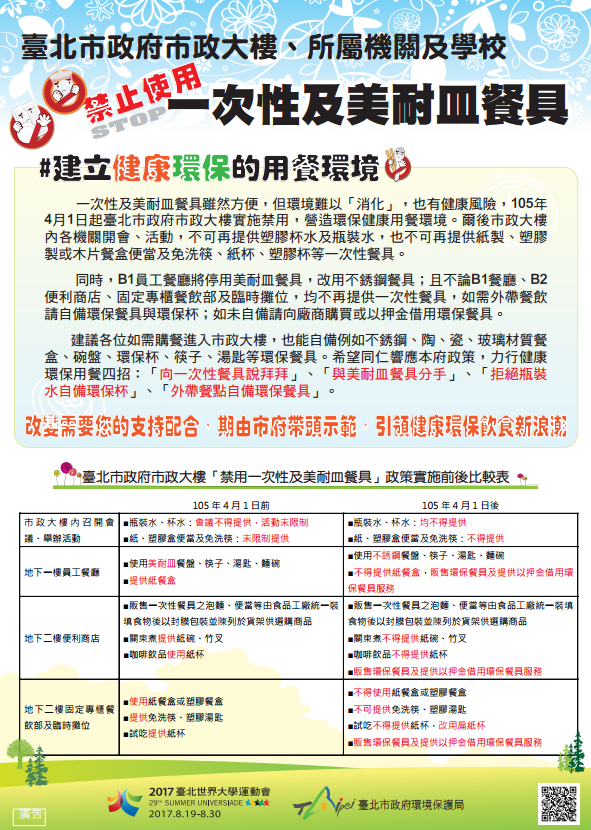 臺北市政府市政大樓、所屬機關及學校
禁止使用
STOP
一次性及美耐皿餐具
#建立健康環保的用餐環境
一次性及美耐皿餐具雖然方便，但環境難以「消化」，也有健康風險，105年
4月1日起臺北市政府市政大樓實施禁用，營造環保健康用餐環境。爾後市政大樓
內各機關開會、活動，不可再提供塑膠杯水及瓶裝水，也不可再提供紙製、塑膠
製或木片餐盒便當及免洗筷、紙杯、塑膠杯等一次性餐具。
同時，B1員工餐廳將停用美耐皿餐具，改用不銹鋼餐具；且不論B1餐廳、B2
便利商店、固定專櫃餐飲部及臨時攤位，均不再提供一次性餐具，如需外帶餐飲
請自備環保餐具與環保杯；如未自備請向廠商購買或以押金借用環保餐具。
建議各位如需購餐進入市政大樓，也能自備例如不銹鋼、陶、瓷、玻璃材質餐
盒、碗盤、環保杯、筷子、湯匙等環保餐具。希望同仁響應本府政策，力行健康
環保用餐四招：「向一次性餐具說拜拜」、「與美耐皿餐具分手」、「拒絕瓶裝
水自備環保杯」、「外帶餐點自備環保餐具」。
改變需要您的支持配合，期由市府帶頭示範，引領健康環保飲食新浪潮
臺北市政府市政大樓「禁用一次性及美耐皿餐具」政策實施前後比較表
105 年 4 月 1 日前
105 年 4 月 1 日後
市政大樓內召開會
議、舉辦活動
■瓶裝水、杯水：會議不得提供，活動未限制
■紙、塑膠盒便當及免洗筷：未限制提供
■瓶裝水、杯水：均不得提供
■紙、塑膠盒便當及免洗筷：不得提供
地下一樓員工餐廳
■使用美耐皿餐盤、筷子、湯匙、麵碗
■提供紙餐盒
■使用不銹鋼餐盤、筷子、湯匙、麵碗
■不得提供紙餐盒，販售環保餐具及提供以押金借用環
保餐具服務
地下二樓便利商店
■販售一次性餐具之泡麵、便當等由食品工廠統一裝
填食物後以封膜包裝並陳列於貨架供選購商品
■關東煮提供紙碗、竹叉
■咖啡飲品使用紙杯
■販售一次性餐具之泡麵、便當等由食品工廠統一裝填
食物後以封膜包裝並陳列於貨架供選購商品
■關東煮不得提供紙碗、竹叉
■咖啡飲品不得提供紙杯
■販售環保餐具及提供以押金借用環保餐具服務
地下二樓固定專櫃餐
飲部及臨時攤位
■使用紙餐盒或塑膠餐盒
■提供免洗筷、塑膠湯匙
■試吃提供紙杯
■不得使用紙餐盒或塑膠餐盒
■不可提供免洗筷、塑膠湯匙
■試吃不得提供紙杯，改用扁紙杯
■販售環保餐具及提供以押金借用環保餐具服務
2017 臺北世界大學運動會
29TH SUMMER UNIVERSIADE
2017.8.19-8.30
Taipei 臺北市政府環境保護局
廣告